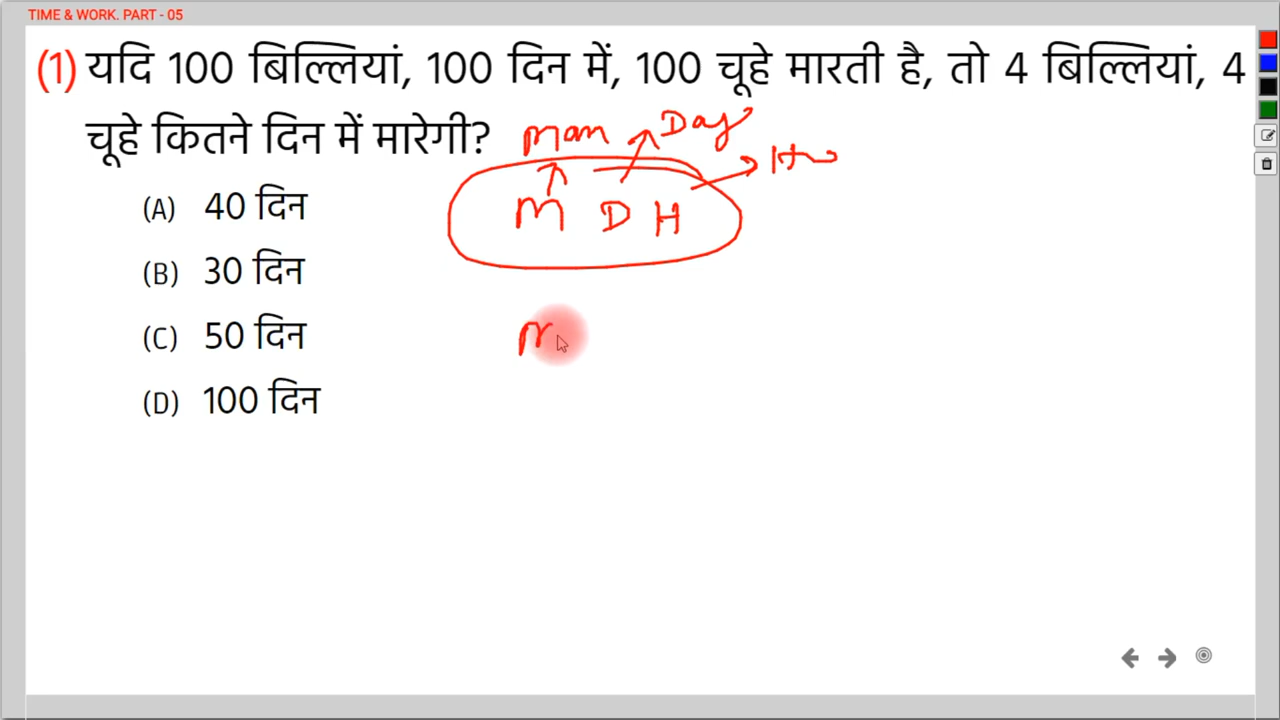 TIME & WORK. PART - 05
(1) यदि 100 बिल्लियां, 100 दिन में, 100 चूहे मारती है, तो 4 बिल्लियां, 4
चूहे कितने दिन में मारेगी?
Man Day
M D H
(A) 40 दिन
(B) 30 दिन
(C) 50 दिन
(D) 100 दिन